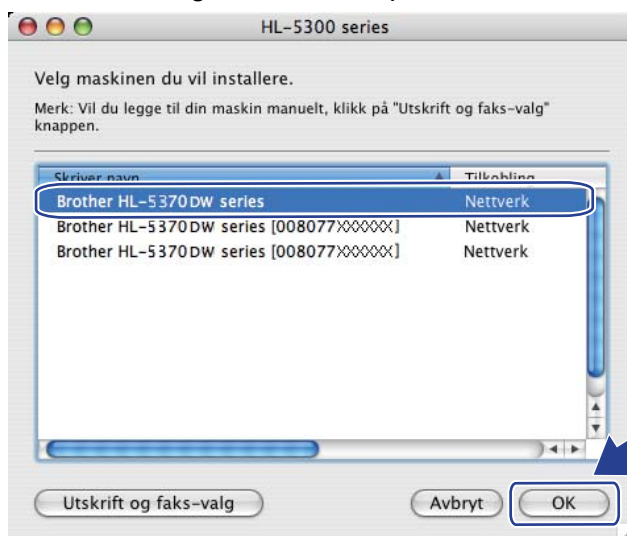 HL-5300 series
Velg maskinen du vil installere.
Merk: Vil du legge til din maskin manuelt, klikk på "Utskrift og faks-valg"
knappen.
Skriver navn Tilkobling
Brother HL-5370DW series Nettverk
Brother HL-5370DW series [008077XXXXXX] Nettverk
Brother HL-5370DW series [008077XXXXXX] Nettverk
Utskrift og faks-valg Avbryt OK